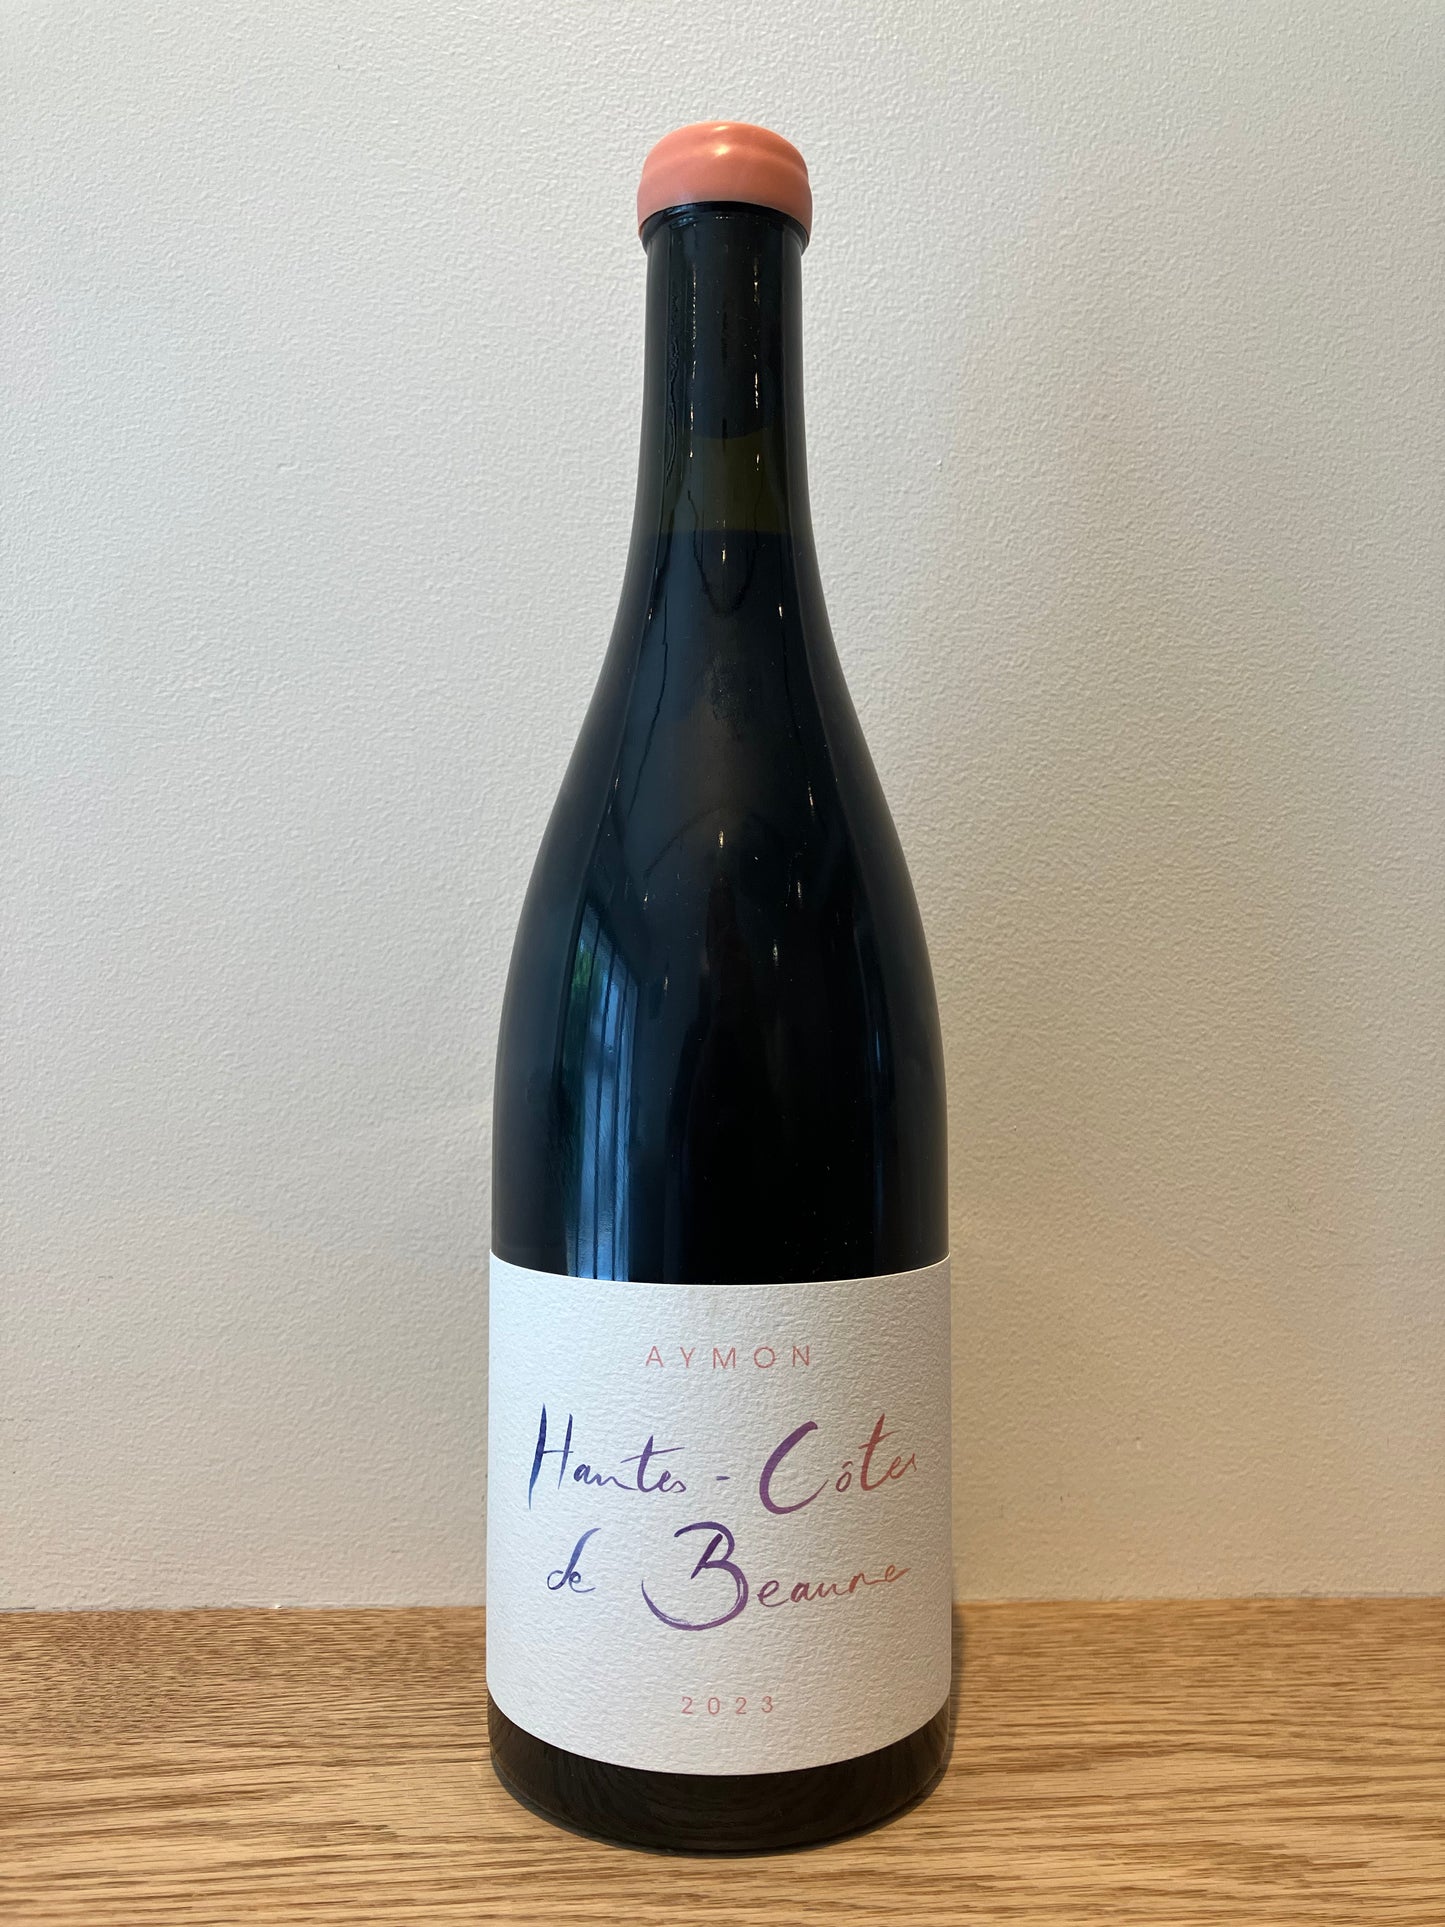 AYMON
Hautes-Côtes
de Beaune
2023